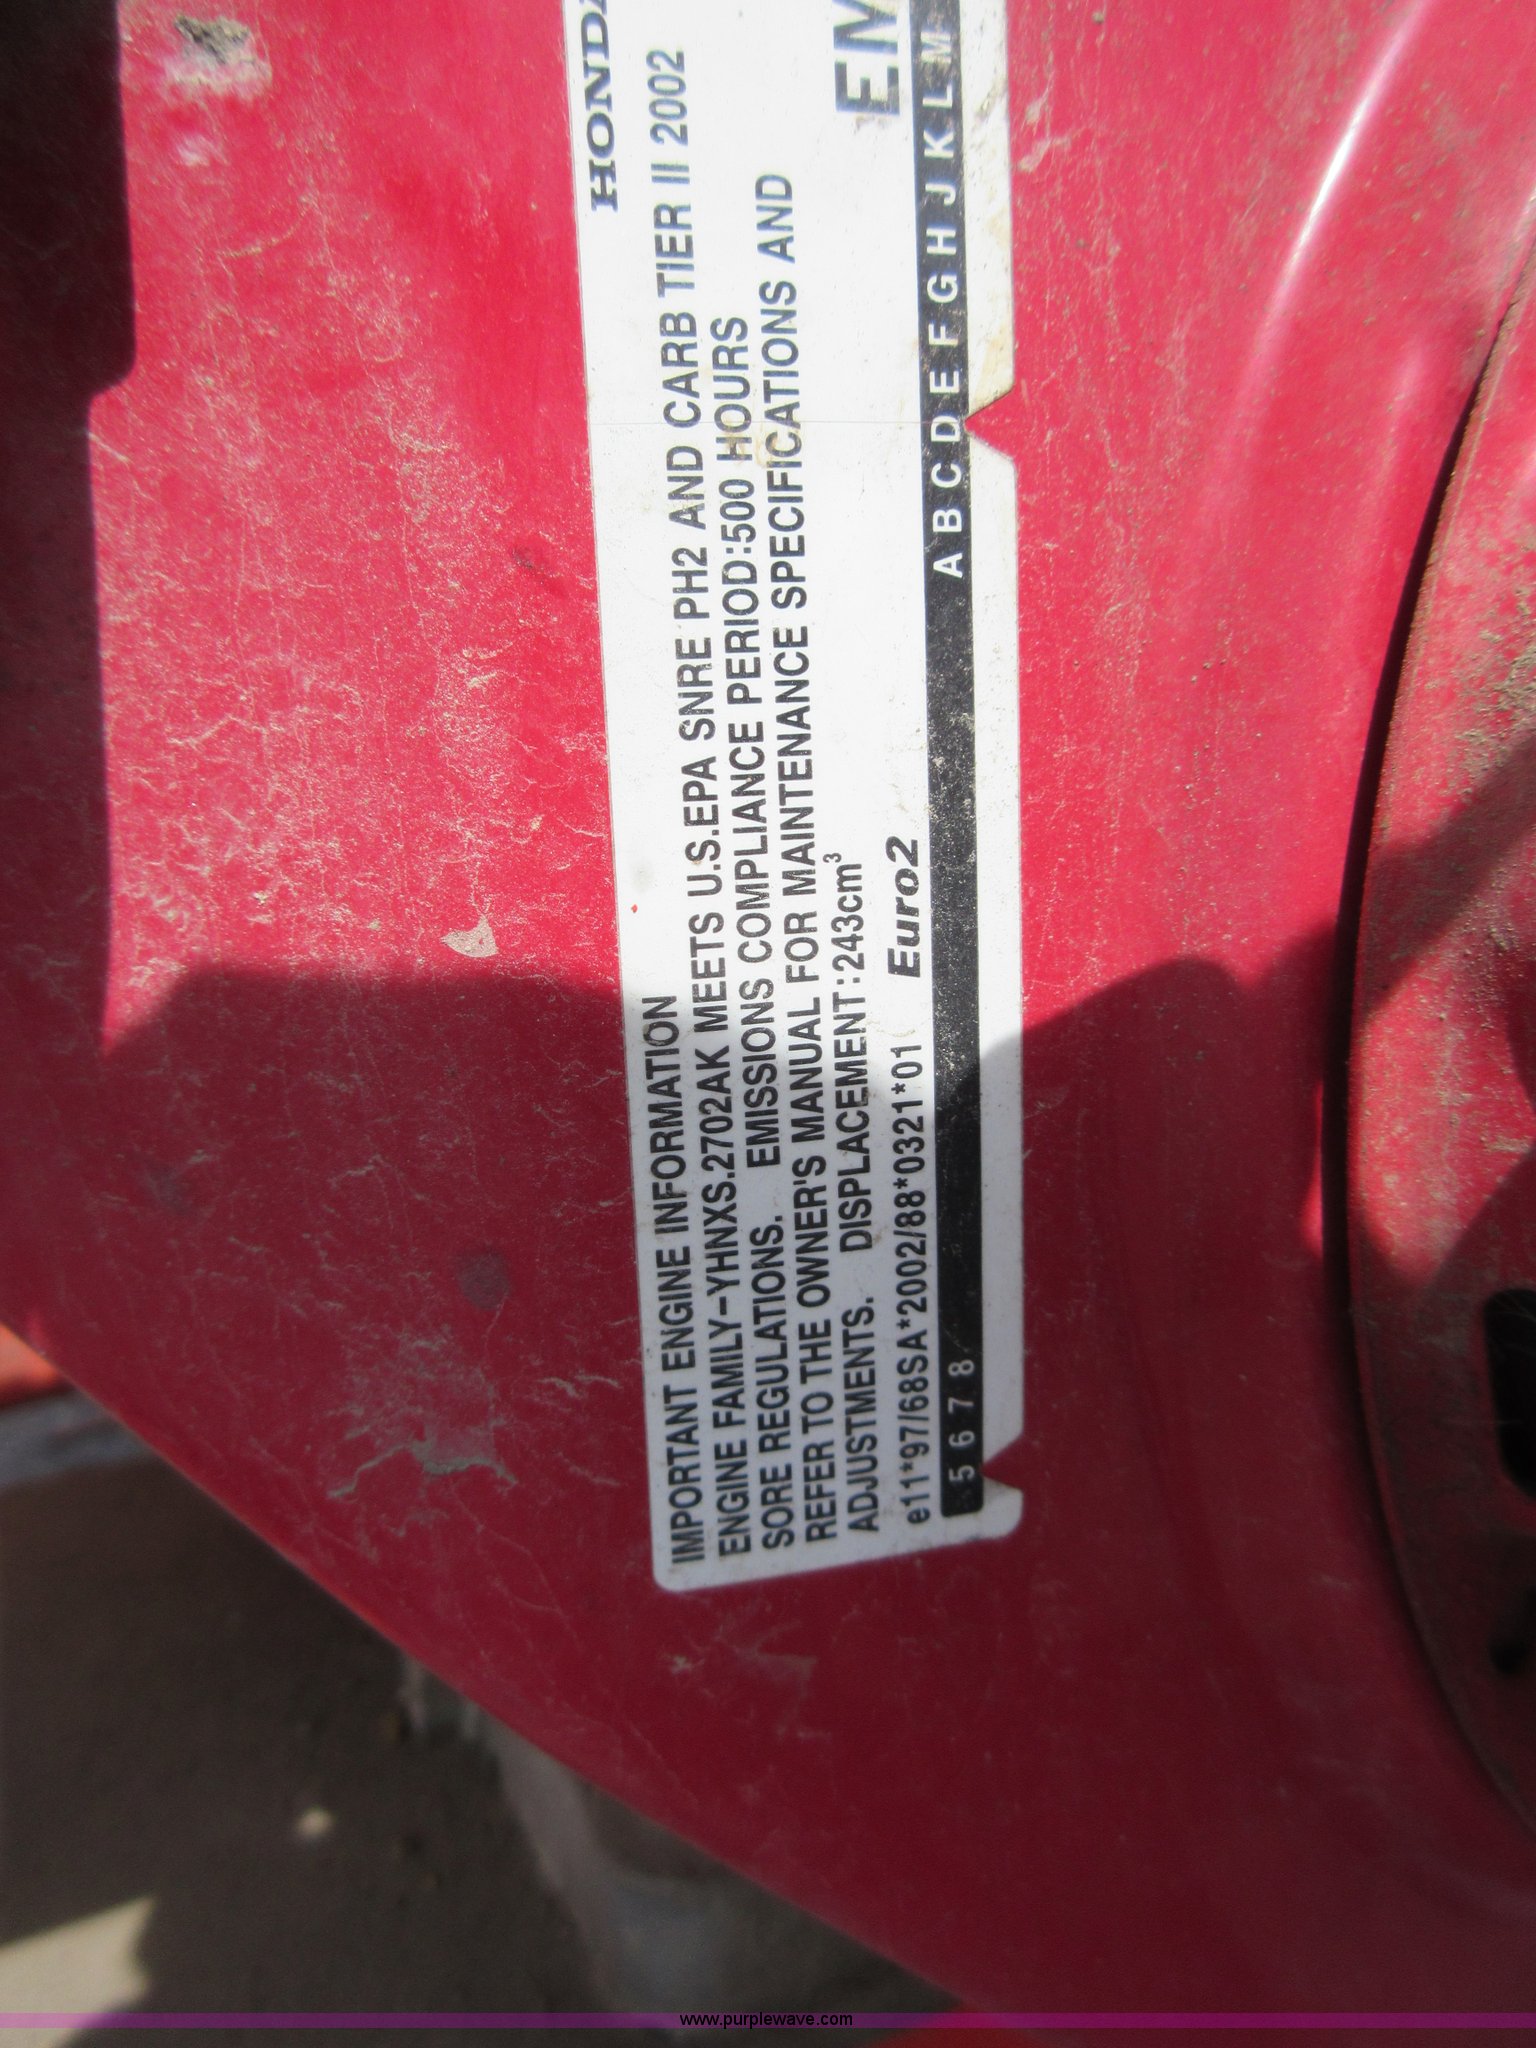 HONDA
IMPORTANT ENGINE INFORMATION
ENGINE FAMILY-YHNXS.2702AK MEETS U.S.EPA SNRE PH2 AND CARB TIER II 2002
SORE REGULATIONS. EMISSIONS COMPLIANCE PERIOD:500 HOURS
REFER TO THE OWNER'S MANUAL FOR MAINTENANCE SPECIFICATIONS AND
ADJUSTMENTS. DISPLACEMENT:243cm³
e11*97/68SA*2002/88*0321*01 Euro2
EM
5 6 7 8 A B C D E F G H J K L M
www.purplewave.com